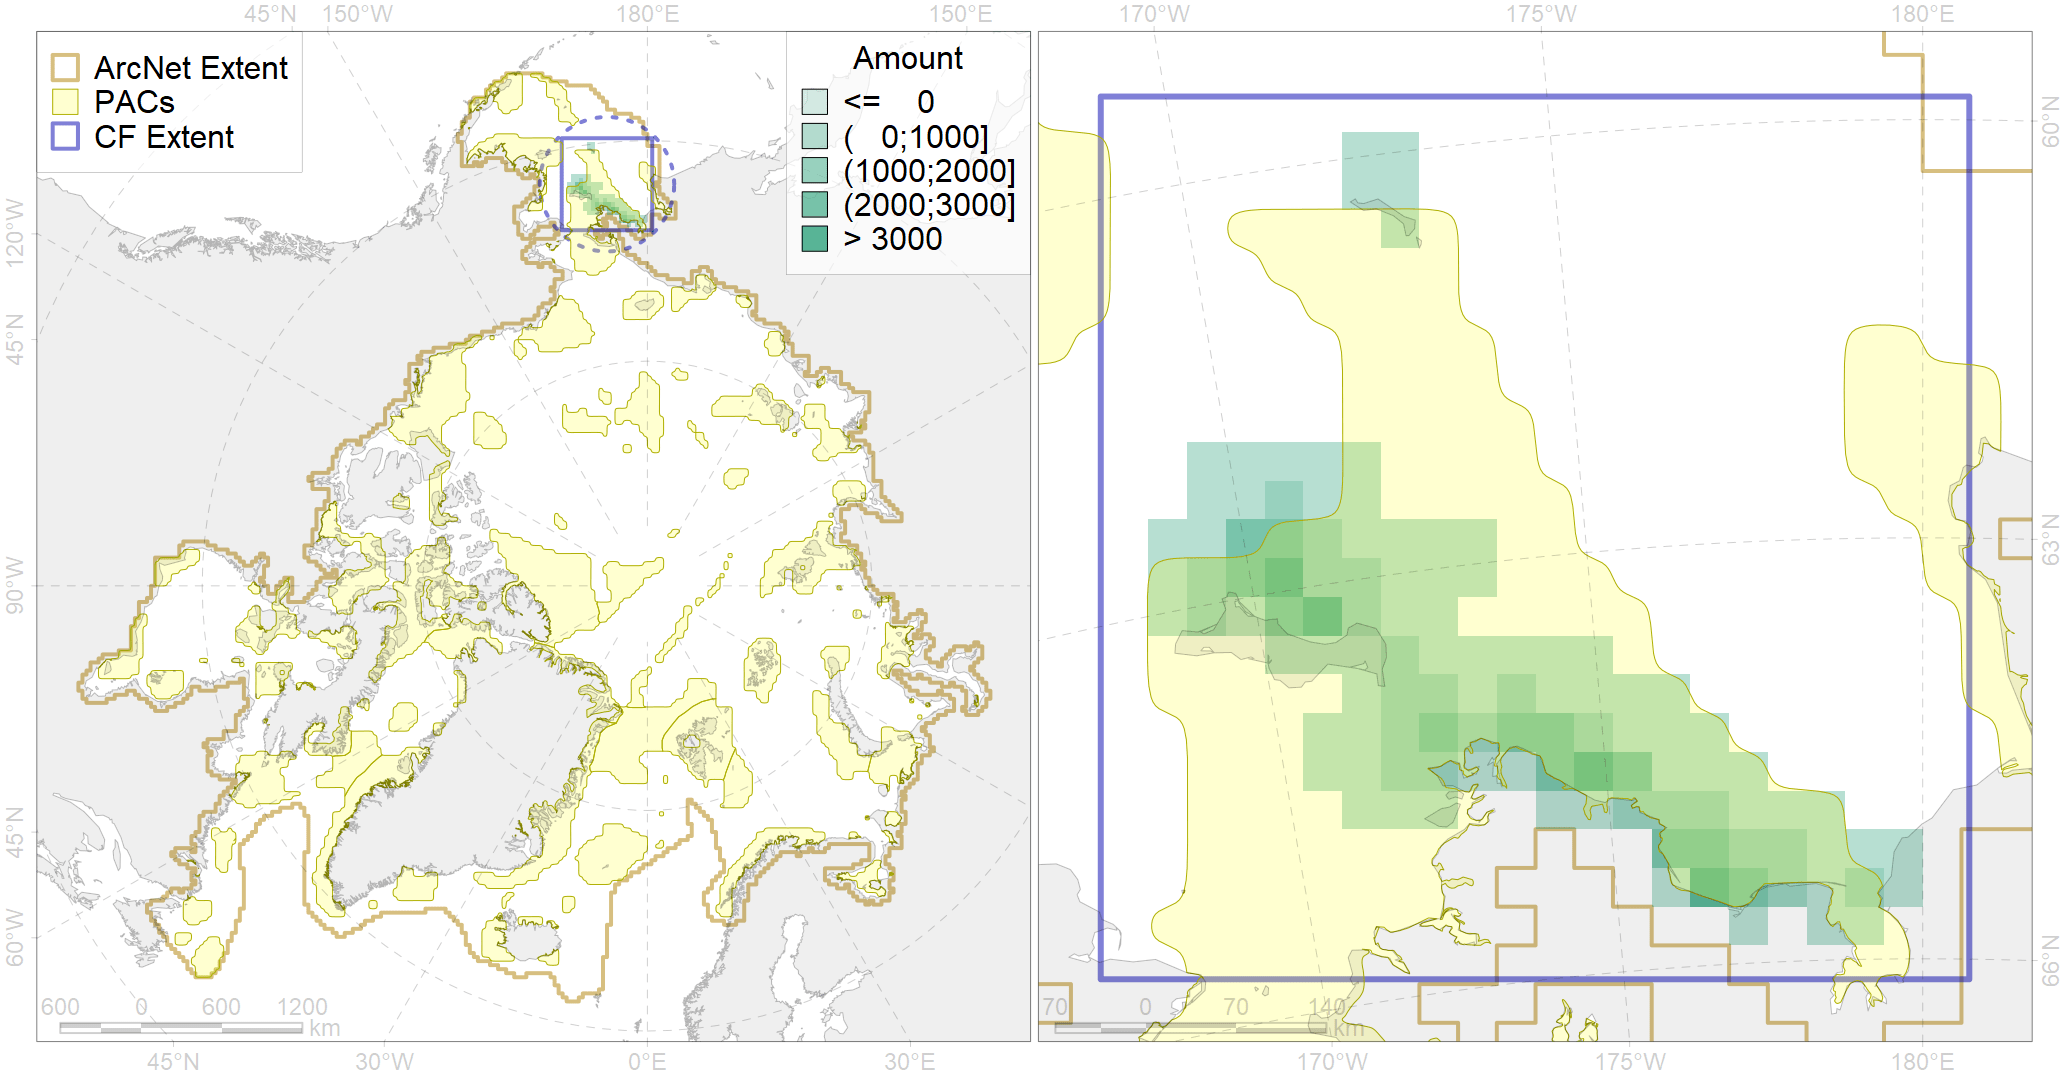 45°N 150°W 180°E 150°E 170°W 175°W 180°E
ArcNet Extent
PACs
CF Extent
Amount
<= 0
( 0;1000]
(1000;2000]
(2000;3000]
> 3000
120°W
45°N
90°W
45°N
60°W
60°N
63°N
66°N
600 0 600 1200
km
70 0 70 140
km
45°N 30°W 0°E 30°E 170°W 175°W 180°E